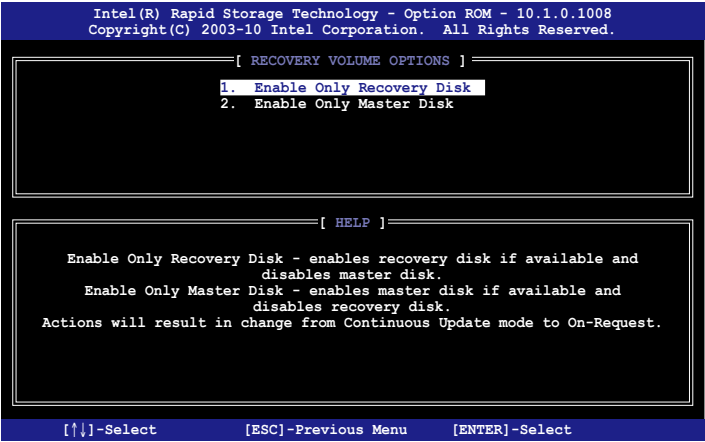 Intel(R) Rapid Storage Technology - Option ROM - 10.1.0.1008
Copyright(C) 2003-10 Intel Corporation. All Rights Reserved.
[ RECOVERY VOLUME OPTIONS ]
1. Enable Only Recovery Disk
2. Enable Only Master Disk
[ HELP ]
Enable Only Recovery Disk - enables recovery disk if available and
disables master disk.
Enable Only Master Disk - enables master disk if available and
disables recovery disk.
Actions will result in change from Continuous Update mode to On-Request.
[↑↓]-Select [ESC]-Previous Menu [ENTER]-Select